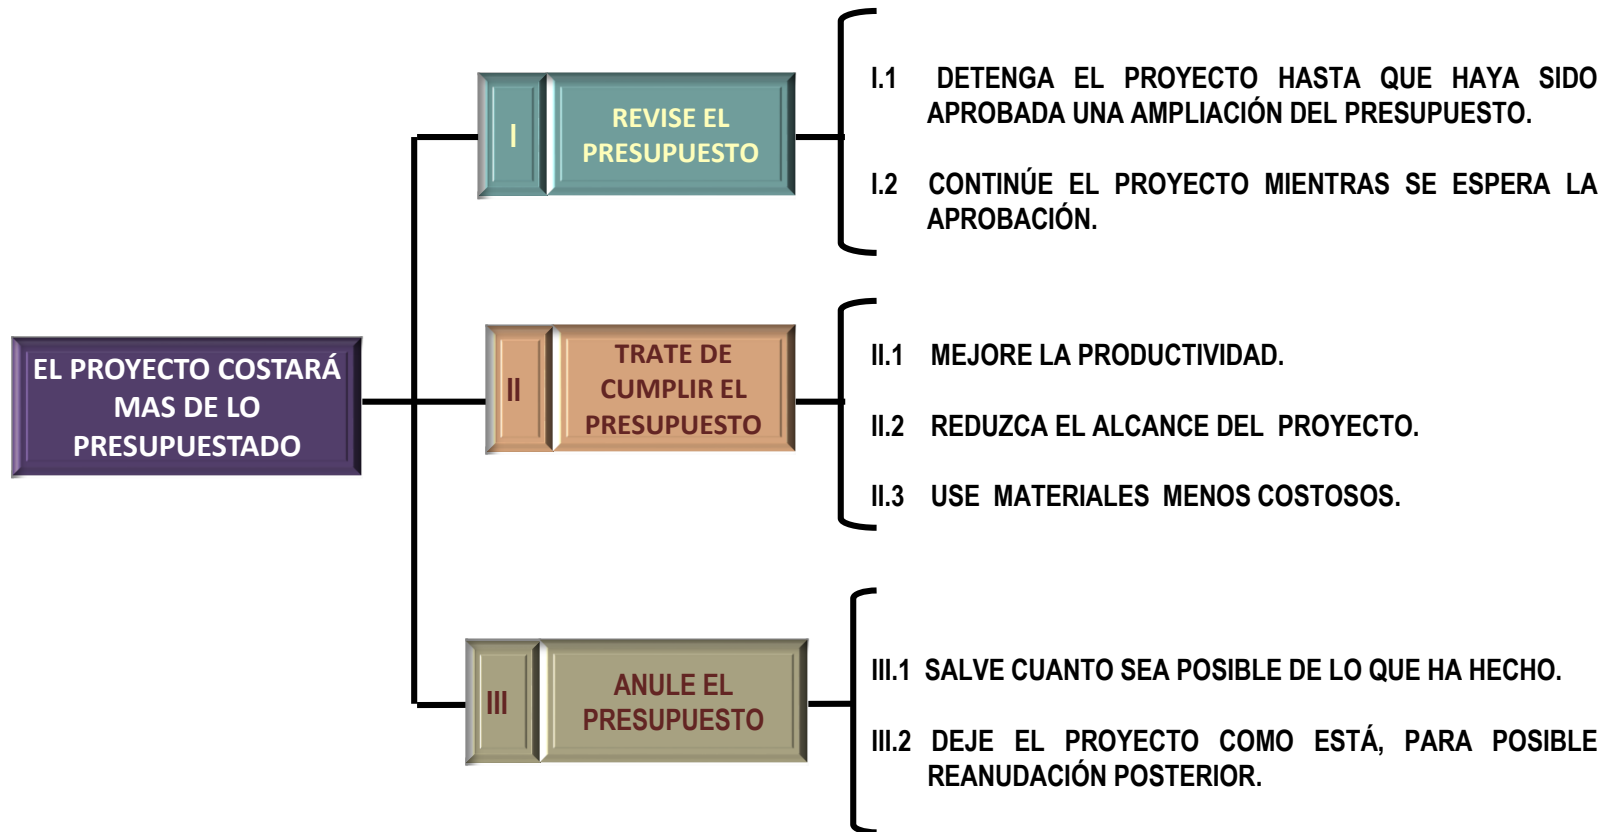 EL PROYECTO COSTARÁ
MAS DE LO
PRESUPUESTADO
I
REVISE EL
PRESUPUESTO
I.1 DETENGA EL PROYECTO HASTA QUE HAYA SIDO
APROBADA UNA AMPLIACIÓN DEL PRESUPUESTO.
I.2 CONTINÚE EL PROYECTO MIENTRAS SE ESPERA LA
APROBACIÓN.
II
TRATE DE
CUMPLIR EL
PRESUPUESTO
II.1 MEJORE LA PRODUCTIVIDAD.
II.2 REDUZCA EL ALCANCE DEL PROYECTO.
II.3 USE MATERIALES MENOS COSTOSOS.
III
ANULE EL
PRESUPUESTO
III.1 SALVE CUANTO SEA POSIBLE DE LO QUE HA HECHO.
III.2 DEJE EL PROYECTO COMO ESTÁ, PARA POSIBLE
REANUDACIÓN POSTERIOR.